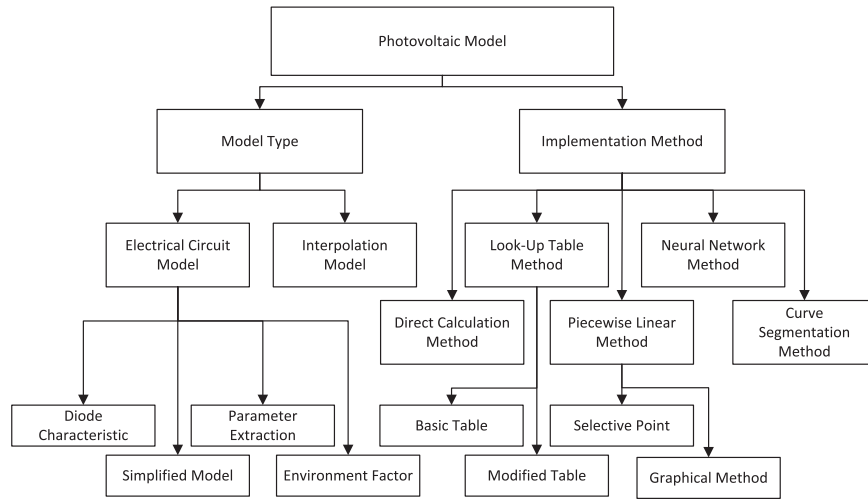 Photovoltaic Model
Model Type
Implementation Method
Electrical Circuit
Model
Interpolation
Model
Look-Up Table
Method
Neural Network
Method
Direct Calculation
Method
Piecewise Linear
Method
Curve
Segmentation
Method
Diode
Characteristic
Parameter
Extraction
Basic Table
Selective Point
Simplified Model
Environment Factor
Modified Table
Graphical Method